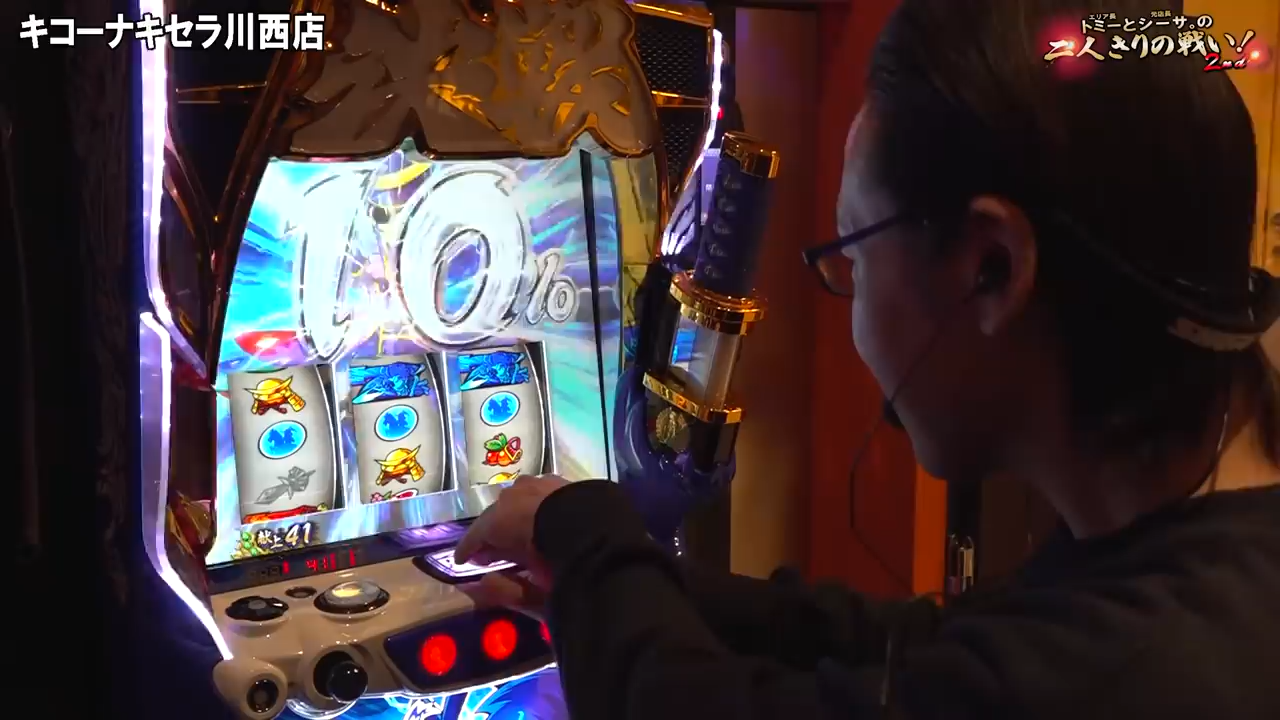 キコーナキセラ川西店
エリア長 元店長
トミーとシーサ。の
二人きりの戦い!
2nd
10%
献上41